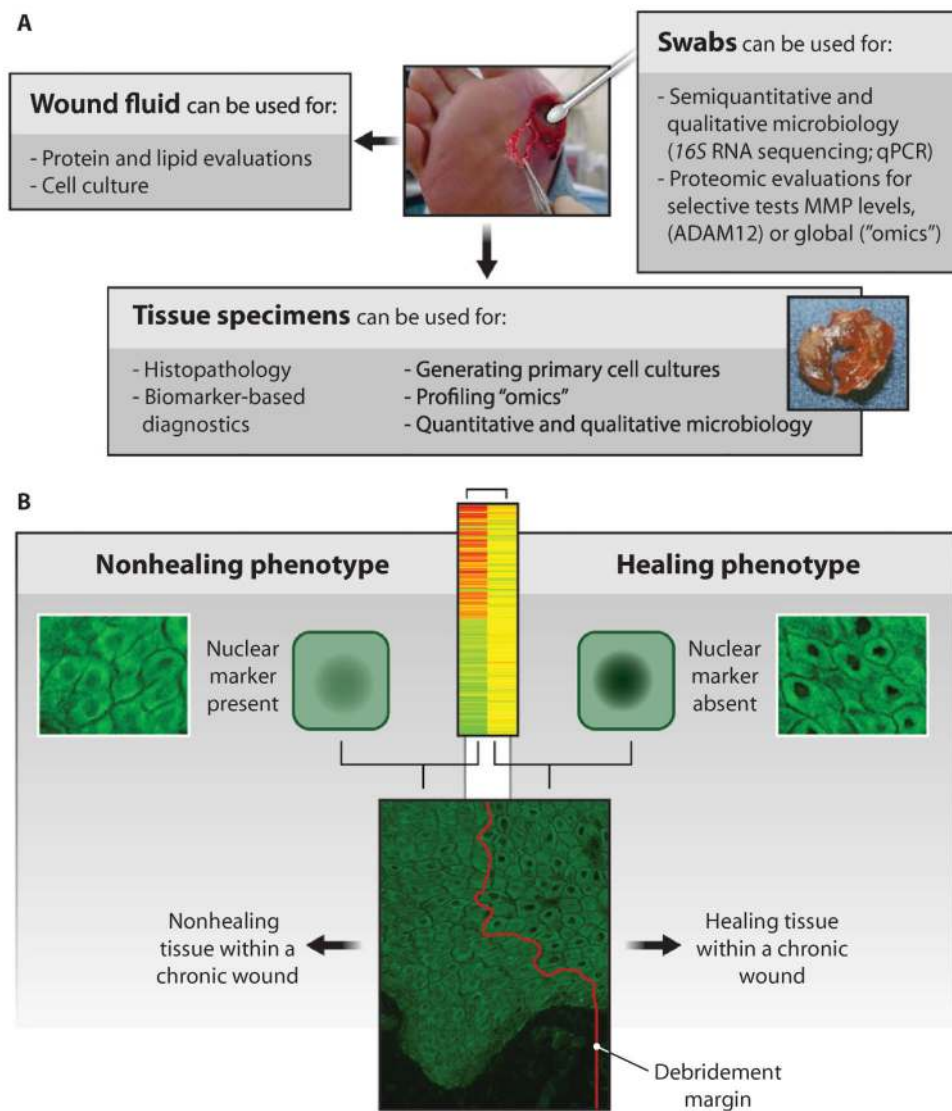 A
Wound fluid can be used for:
- Protein and lipid evaluations
- Cell culture
Swabs can be used for:
- Semiquantitative and
qualitative microbiology
(16S RNA sequencing; qPCR)
- Proteomic evaluations for
selective tests MMP levels,
(ADAM12) or global ("omics")
Tissue specimens can be used for:
- Histopathology
- Biomarker-based
diagnostics
- Generating primary cell cultures
- Profiling "omics"
- Quantitative and qualitative microbiology
B
Nonhealing phenotype
Healing phenotype
Nuclear
marker
present
Nuclear
marker
absent
Nonhealing
tissue within a
chronic wound
Healing tissue
within a chronic
wound
Debridement
margin